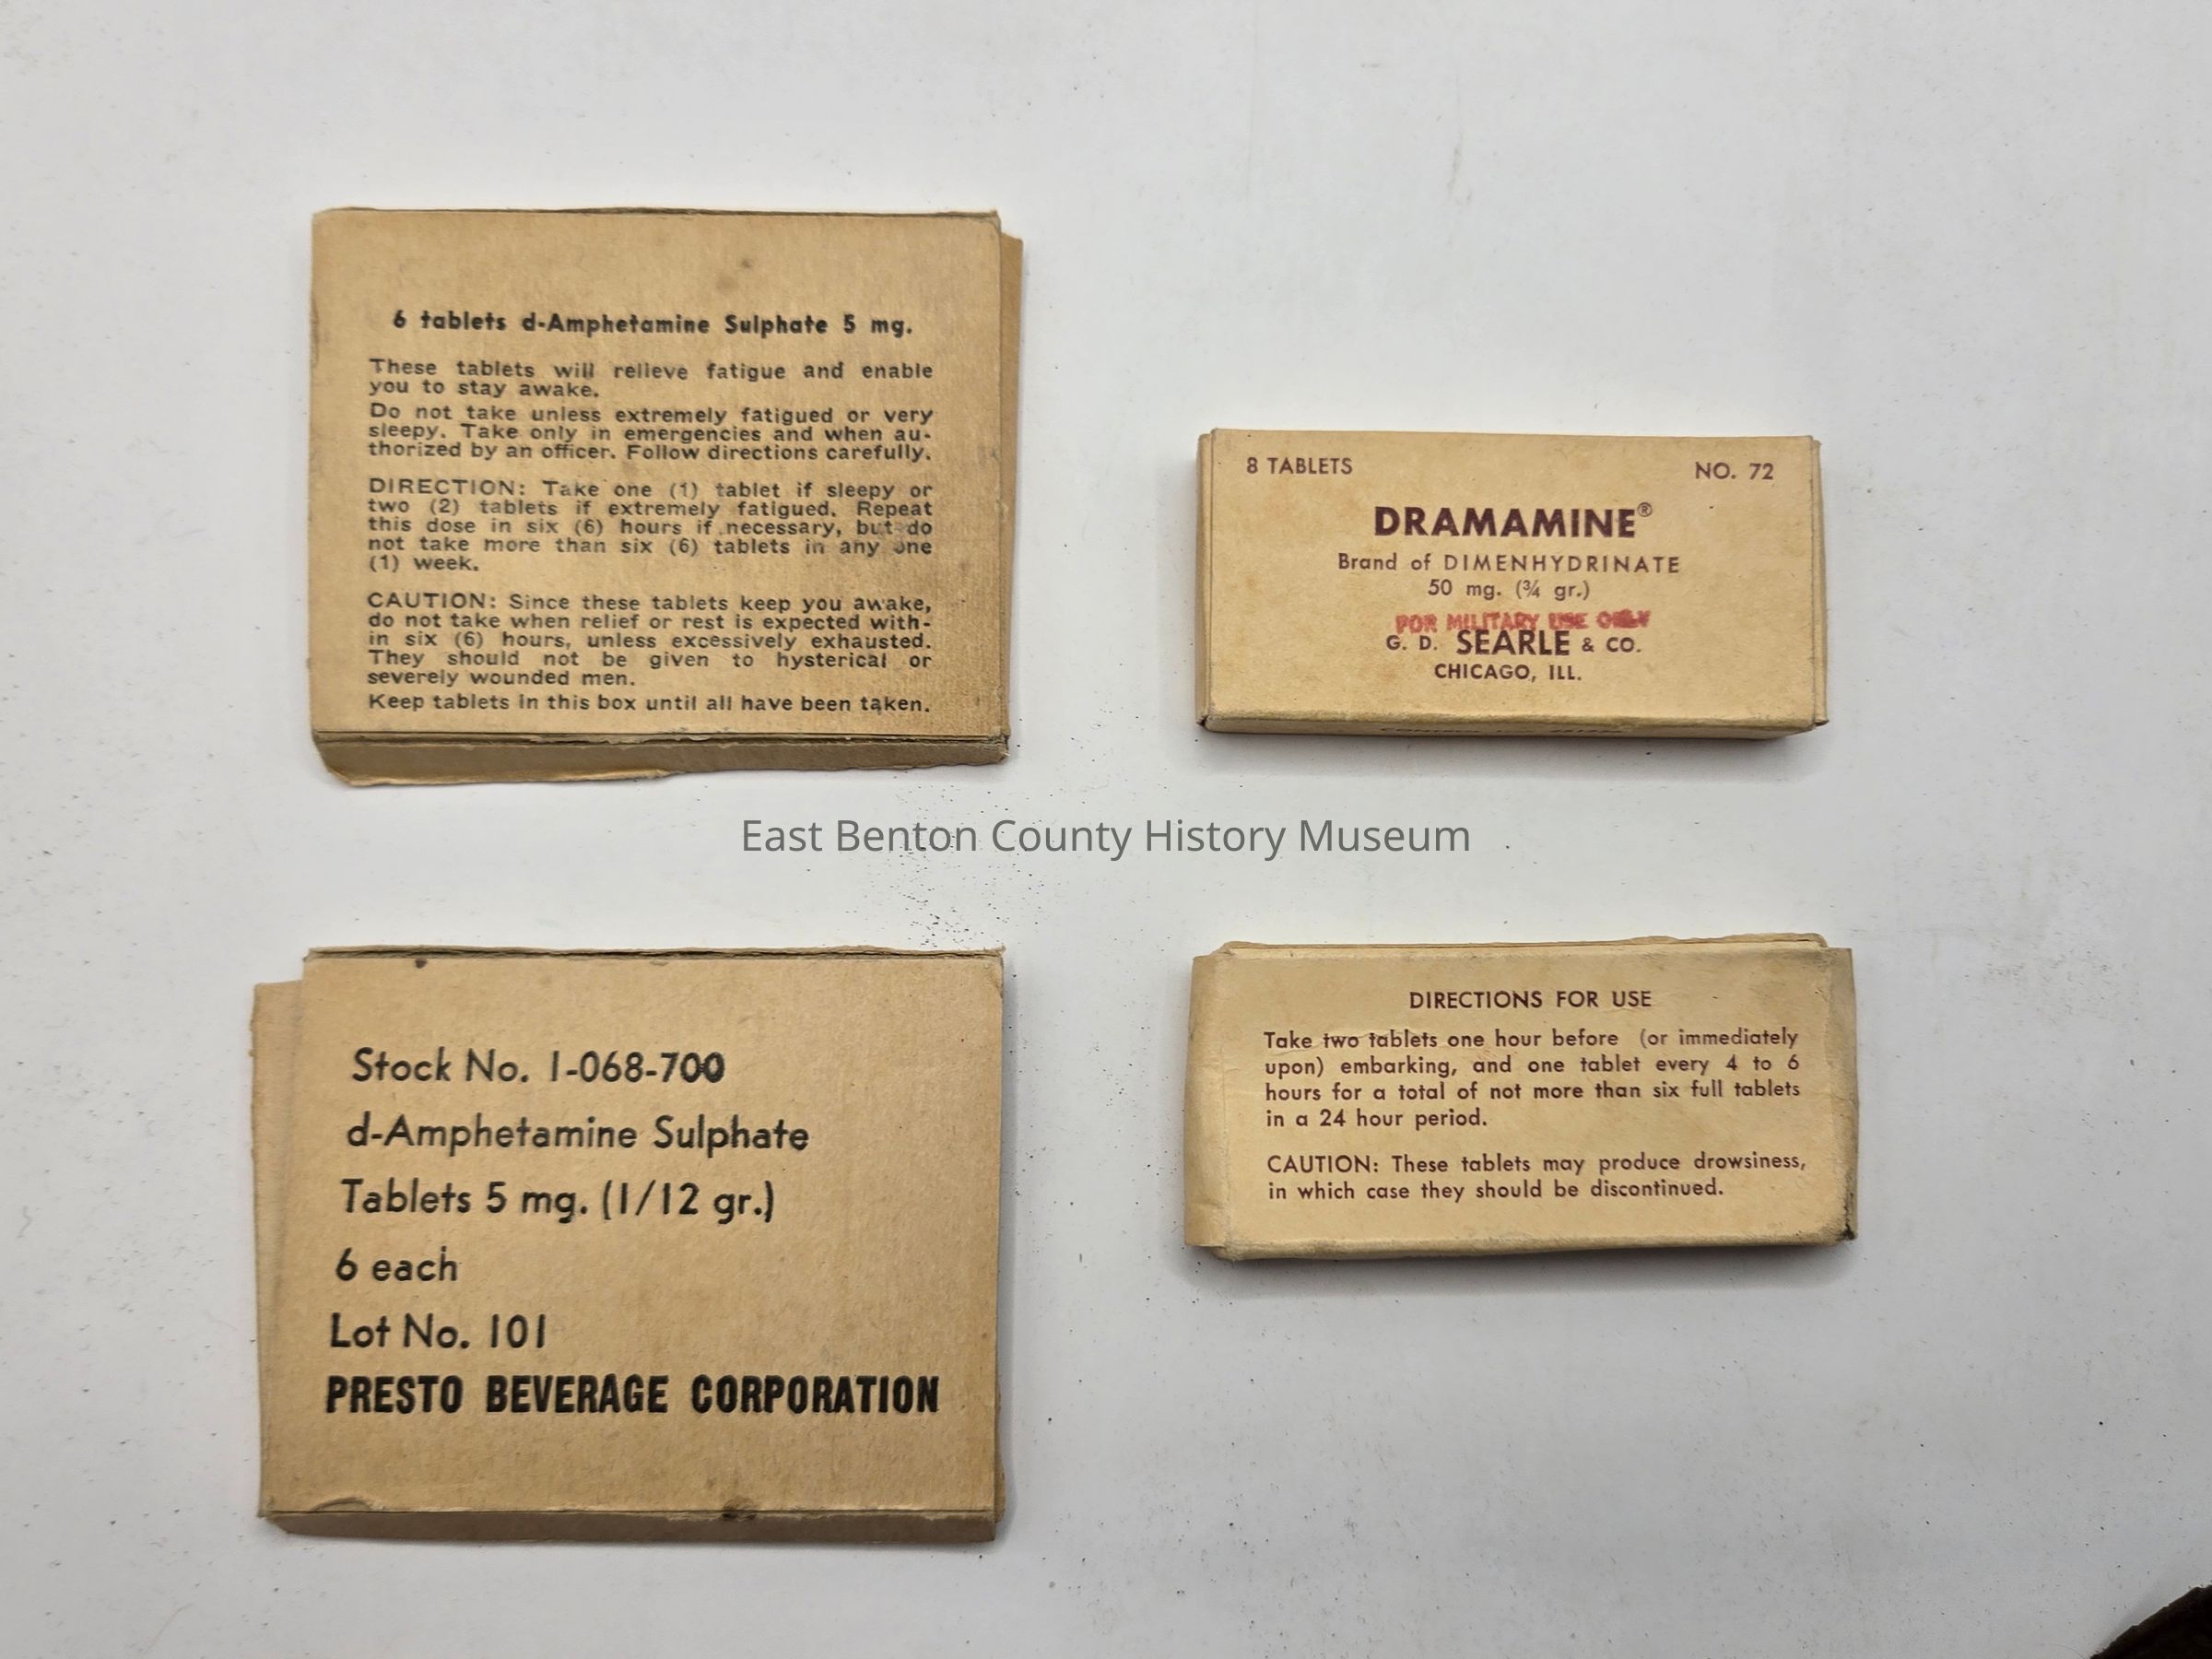 6 tablets d-Amphetamine Sulphate 5 mg.
These tablets will relieve fatigue and enable
you to stay awake.
Do not take unless extremely fatigued or very
sleepy. Take only in emergencies and when au-
thorized by an officer. Follow directions carefully.
DIRECTION: Take one (1) tablet if sleepy or
two (2) tablets if extremely fatigued. Repeat
this dose in six (6) hours if necessary, but do
not take more than six (6) tablets in any one
(1) week.
CAUTION: Since these tablets keep you awake,
do not take when relief or rest is expected with-
in six (6) hours, unless excessively exhausted.
They should not be given to hysterical or
severely wounded men.
Keep tablets in this box until all have been taken.
8 TABLETS NO. 72
DRAMAMINE®
Brand of DIMENHYDRINATE
50 mg. (¾ gr.)
FOR MILITARY USE ONLY
G. D. SEARLE & CO.
CHICAGO, ILL.
East Benton County History Museum
Stock No. 1-068-700
d-Amphetamine Sulphate
Tablets 5 mg. (1/12 gr.)
6 each
Lot No. 101
PRESTO BEVERAGE CORPORATION
DIRECTIONS FOR USE
Take two tablets one hour before (or immediately
upon) embarking, and one tablet every 4 to 6
hours for a total of not more than six full tablets
in a 24 hour period.
CAUTION: These tablets may produce drowsiness,
in which case they should be discontinued.